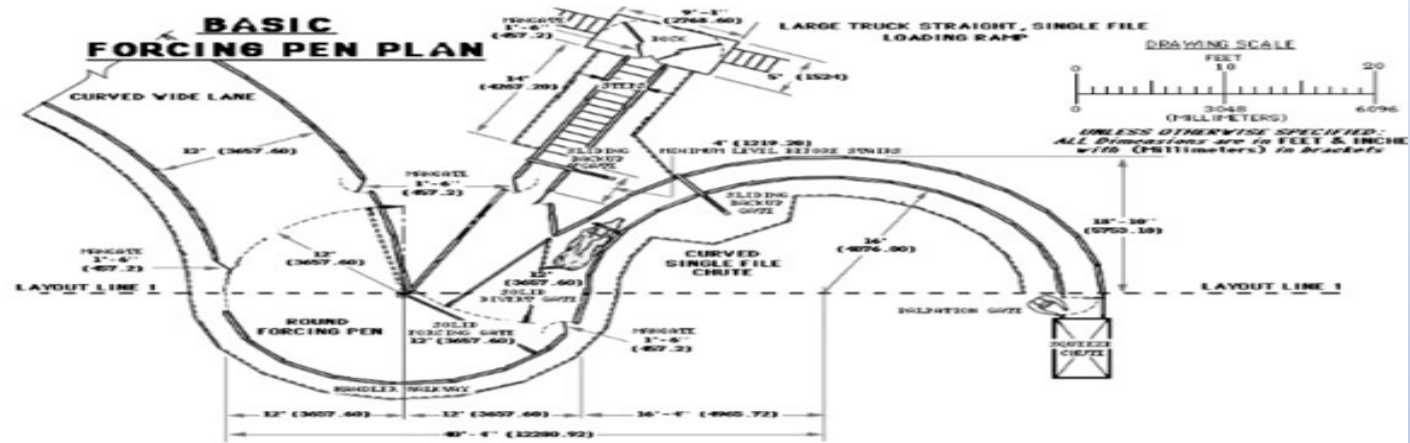 BASIC
FORCING PEN PLAN
MANGATE
1'-6"
(457.2)
9'-1"
(2768.60)
DOCK
LARGE TRUCK STRAIGHT, SINGLE FILE
LOADING RAMP
DRAWING SCALE
FEET
0 10 20
0 3048 6096
(MILLIMETERS)
UNLESS OTHERWISE SPECIFIED:
ALL Dimensions are in FEET & INCHE
with (Millimeters) in brackets
5' (1524)
14'
(4267.20)
STEPS
CURVED WIDE LANE
12' (3657.60)
SLIDING
BACKUP
GATE
4' (1219.20)
MINIMUM LEVEL BEFORE STAIRS
MANGATE
1'-6"
(457.2)
SLIDING
BACKUP
GATE
18'-10"
(5753.10)
16'
(4876.80)
MANGATE
1'-6"
(457.2)
12'
(3657.60)
CURVED
SINGLE FILE
CHUTE
12'
(3657.60)
SOLID
DIVERT GATE
LAYOUT LINE 1
LAYOUT LINE 1
PALPATION GATE
ROUND
FORCING PEN
SOLID
FORCING GATE
12' (3657.60)
MANGATE
1'-6"
(457.2)
SQUEEZE
CHUTE
HANDLER WALKWAY
12' (3657.60)
12' (3657.60)
16'-4" (4965.72)
40'-4" (12280.92)